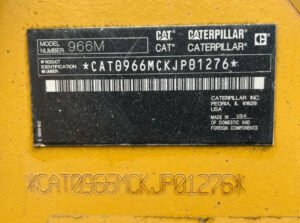 MODEL 966M
CAT® CATERPILLAR®
CAT® CATERPILLAR®
PRODUCT
IDENTIFICATION
NUMBER
*CAT0966MCKJP01276*
CATERPILLAR INC.
PEORIA, IL 61629
USA
MADE IN USA
OF DOMESTIC AND
FOREIGN COMPONENTS
*CAT0966MCKJP01276*